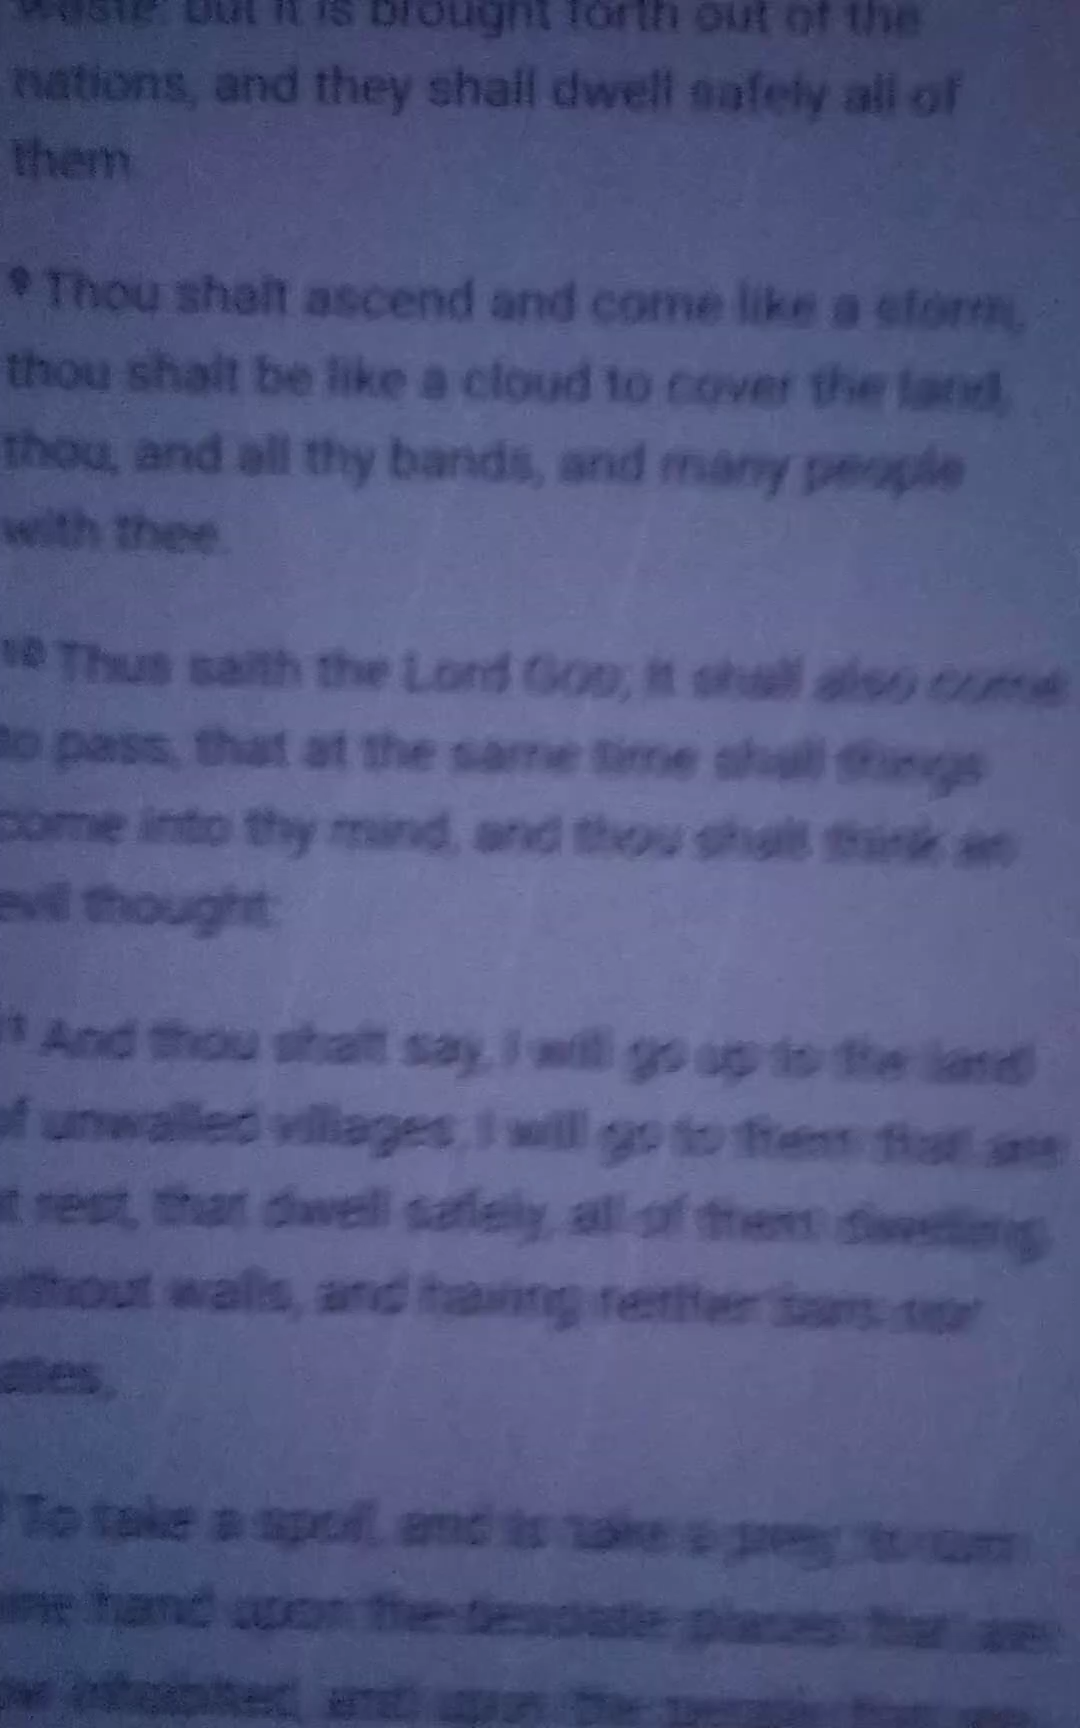 waste: but it is brought forth out of the
nations, and they shall dwell safely all of
them
9 Thou shalt ascend and come like a storm,
thou shalt be like a cloud to cover the land,
thou, and all thy bands, and many people
with thee.
10 Thus saith the Lord GOD; It shall also come
to pass, that at the same time shall things
come into thy mind, and thou shalt think an
evil thought:
And thou shalt say, I will go up to the land
of unwalled villages; I will go to them that are
rest, that dwell safely, all of them dwelling
without walls, and having neither bars nor
To take a spoil, and to take a prey; to turn
hand upon the desolate places that are
and upon the